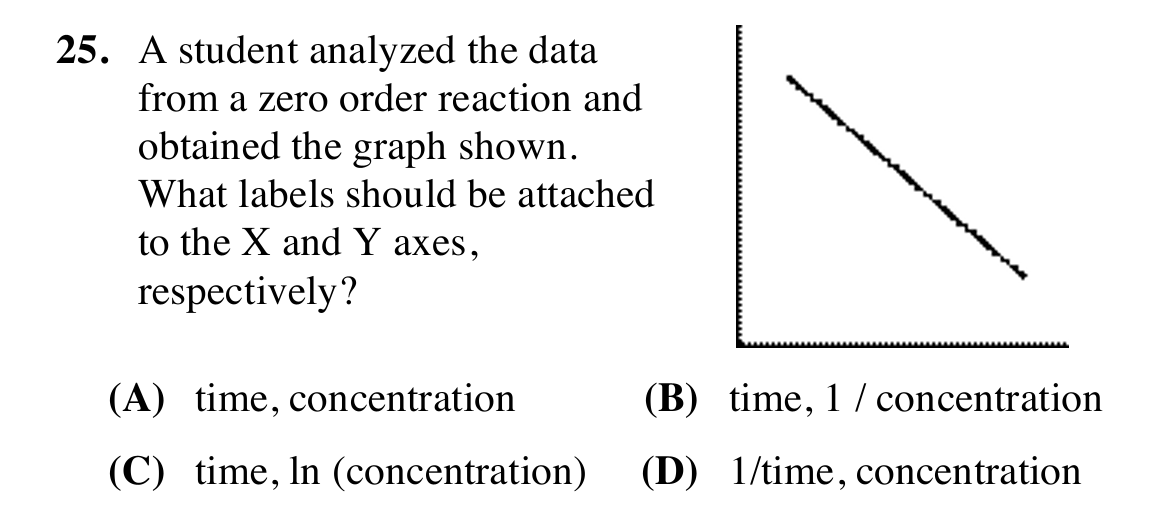 25. A student analyzed the data
from a zero order reaction and
obtained the graph shown.
What labels should be attached
to the X and Y axes,
respectively?
(A) time, concentration (B) time, 1 / concentration
(C) time, ln (concentration) (D) 1/time, concentration